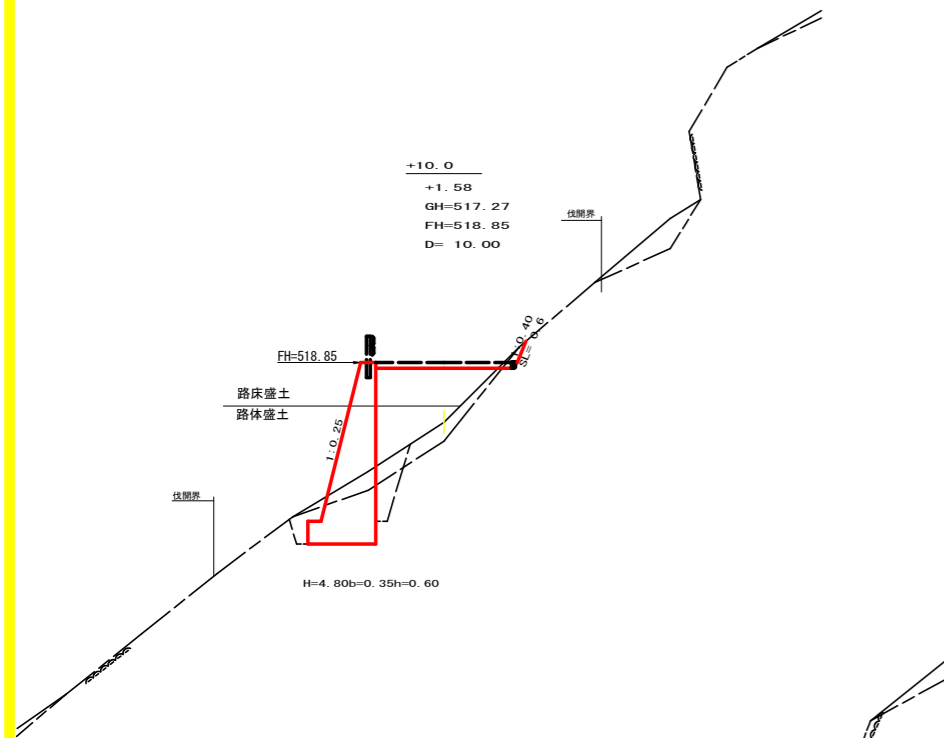 +10.0
+1.58
GH=517.27
FH=518.85
D= 10.00
伐開界
1:0.40
SL= 0.6
FH=518.85
路床盛土
路体盛土
1:0.25
伐開界
H=4.80b=0.35h=0.60